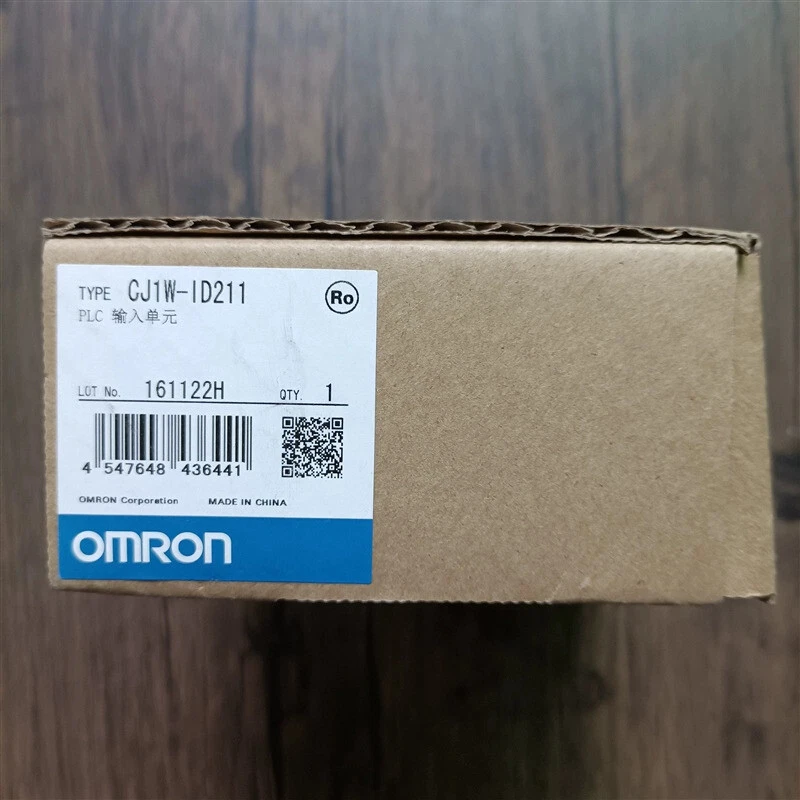 TYPE CJ1W-ID211
Ro
PLC 输入单元
LOT No. 161122H QTY. 1
4 547648 436441
OMRON Corporation MADE IN CHINA
OMRON